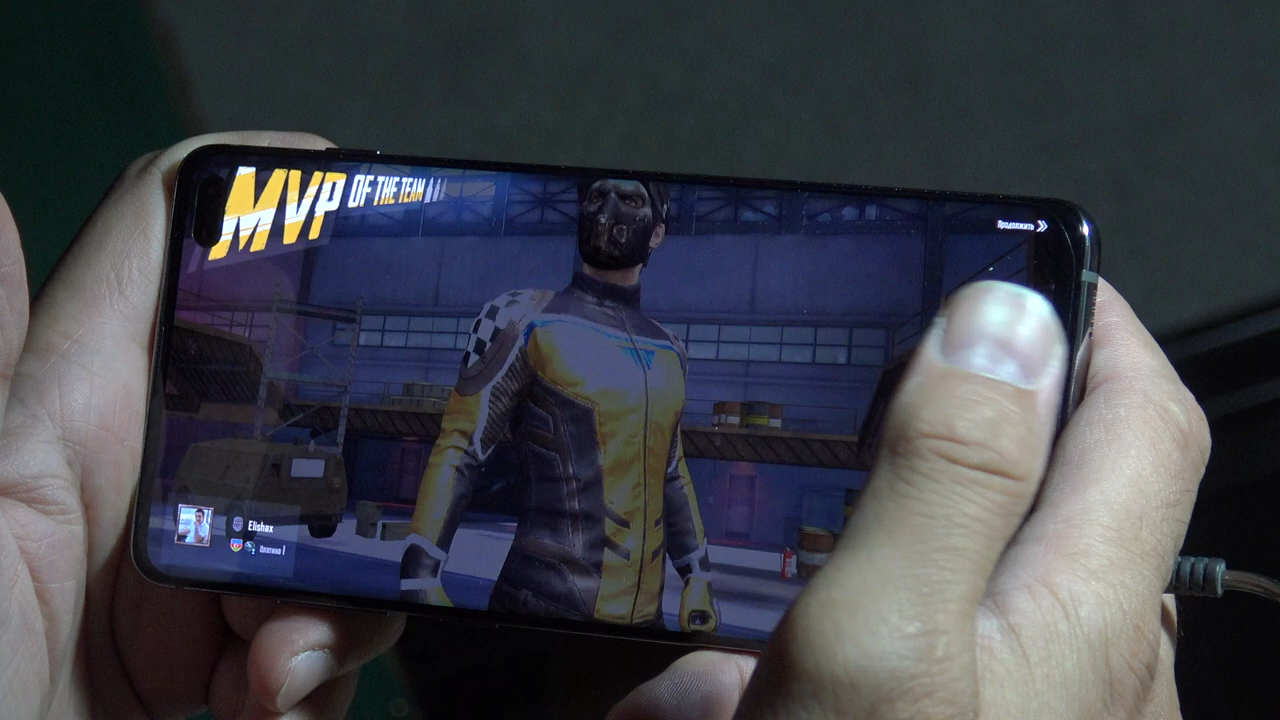 MVP OF THE TEAM
Продолжить
Elishax
Платина I